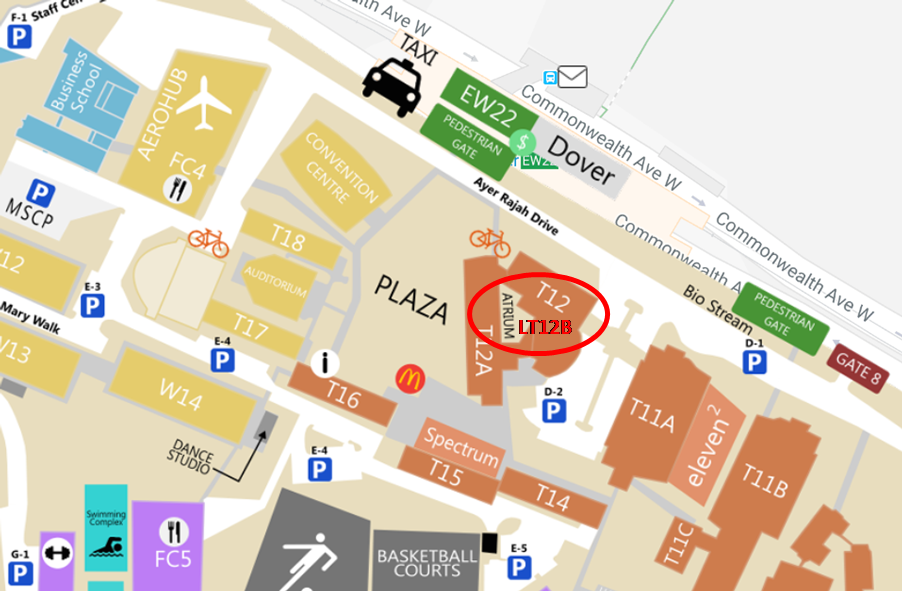 F-1
P
Staff Cen
Commonwealth Ave W
TAXI
Business
School
AEROHUB
FC4
EW22
PEDESTRIAN
GATE
$
EW22
Dover
Commonwealth Ave W
Commonwealth Ave W
Commonwealth A
Ayer Rajah Drive
CONVENTION
CENTRE
P
MSCP
T18
AUDITORIUM
T17
PLAZA
T12
ATRIUM
LT12B
T12A
Bio Stream
PEDESTRIAN
GATE
GATE 8
D-1
P
12
E-3
P
Mary Walk
W13
E-4
P
W14
i
T16
M
D-2
P
T11A
eleven 2
T11B
T11C
DANCE
STUDIO
E-4
P
Spectrum
T15
T14
Swimming
Complex
FC5
G-1
P
BASKETBALL
COURTS
E-5
P